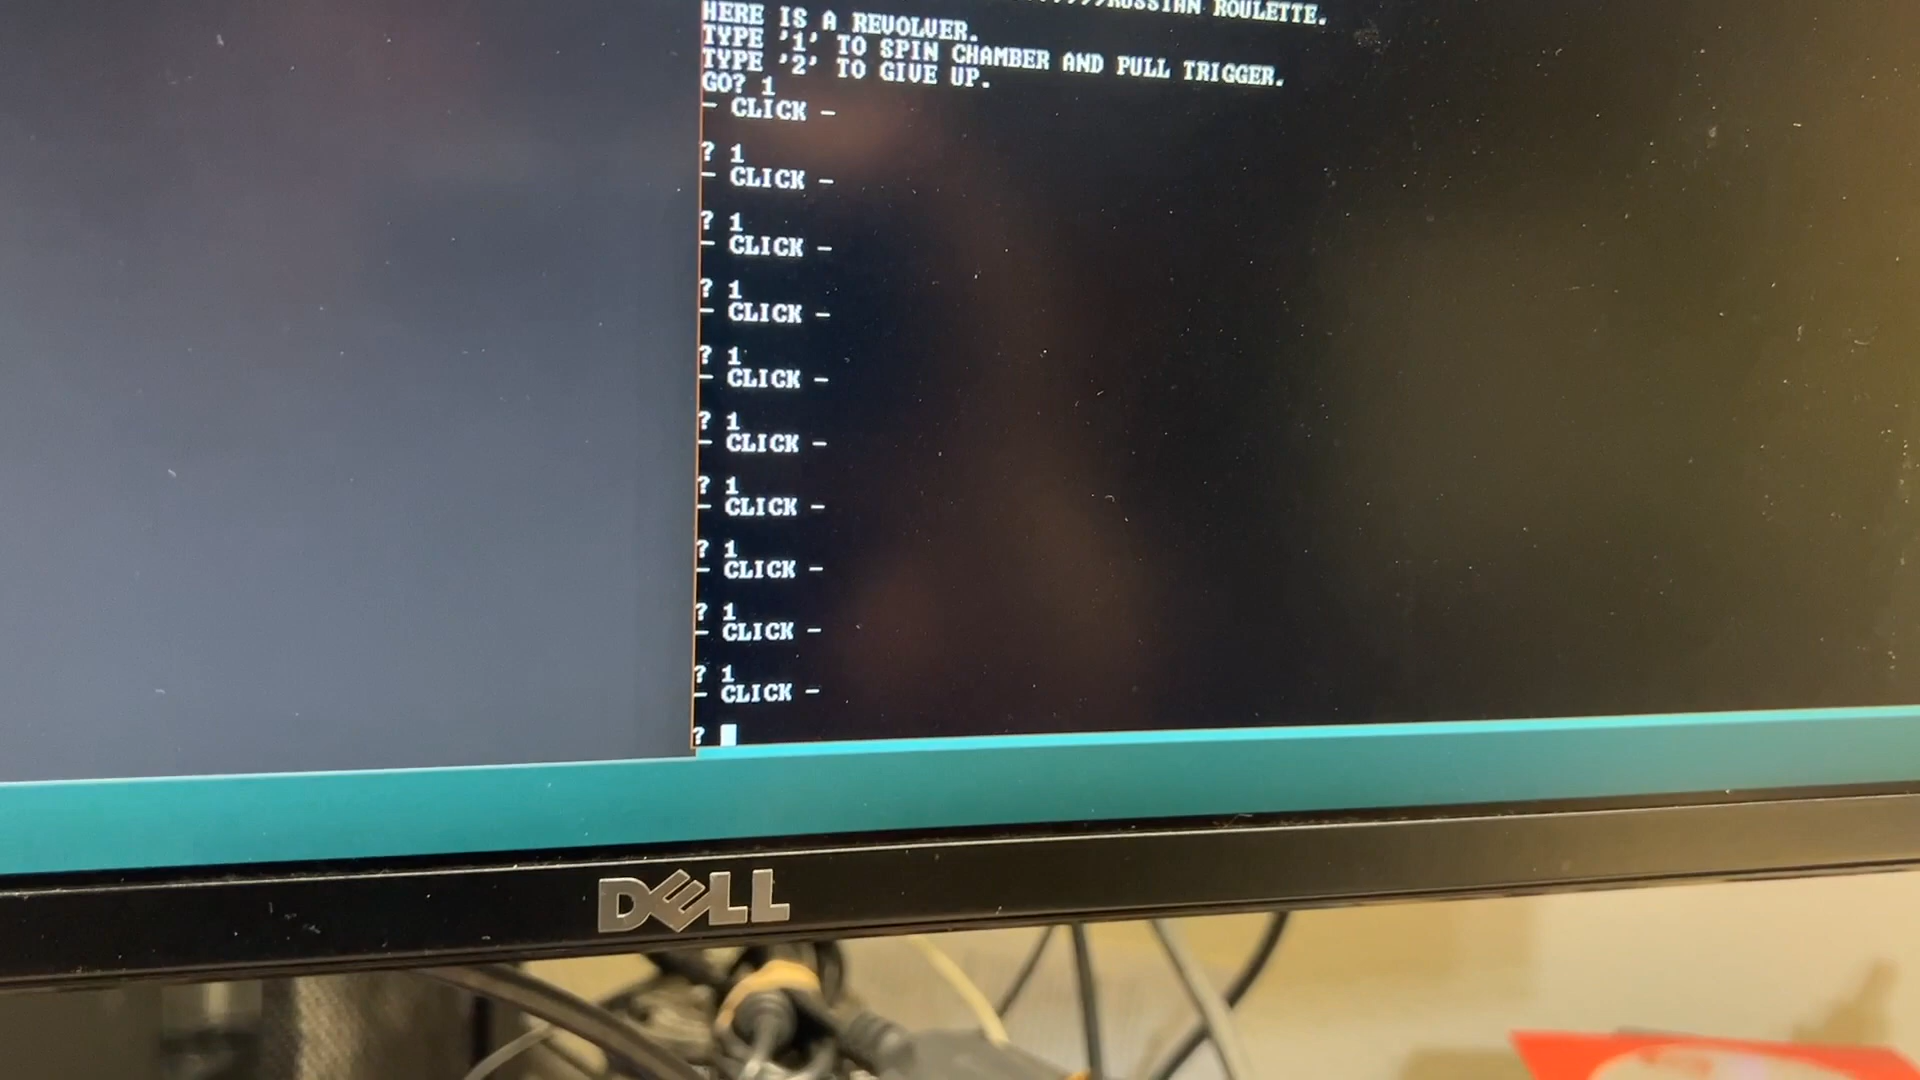 RUSSIAN ROULETTE.
HERE IS A REVOLVER.
TYPE '1' TO SPIN CHAMBER AND PULL TRIGGER.
TYPE '2' TO GIVE UP.
GO? 1
- CLICK -
? 1
- CLICK -
? 1
- CLICK -
? 1
- CLICK -
? 1
- CLICK -
? 1
- CLICK -
? 1
- CLICK -
? 1
- CLICK -
? 1
- CLICK -
? 1
- CLICK -
?
DELL